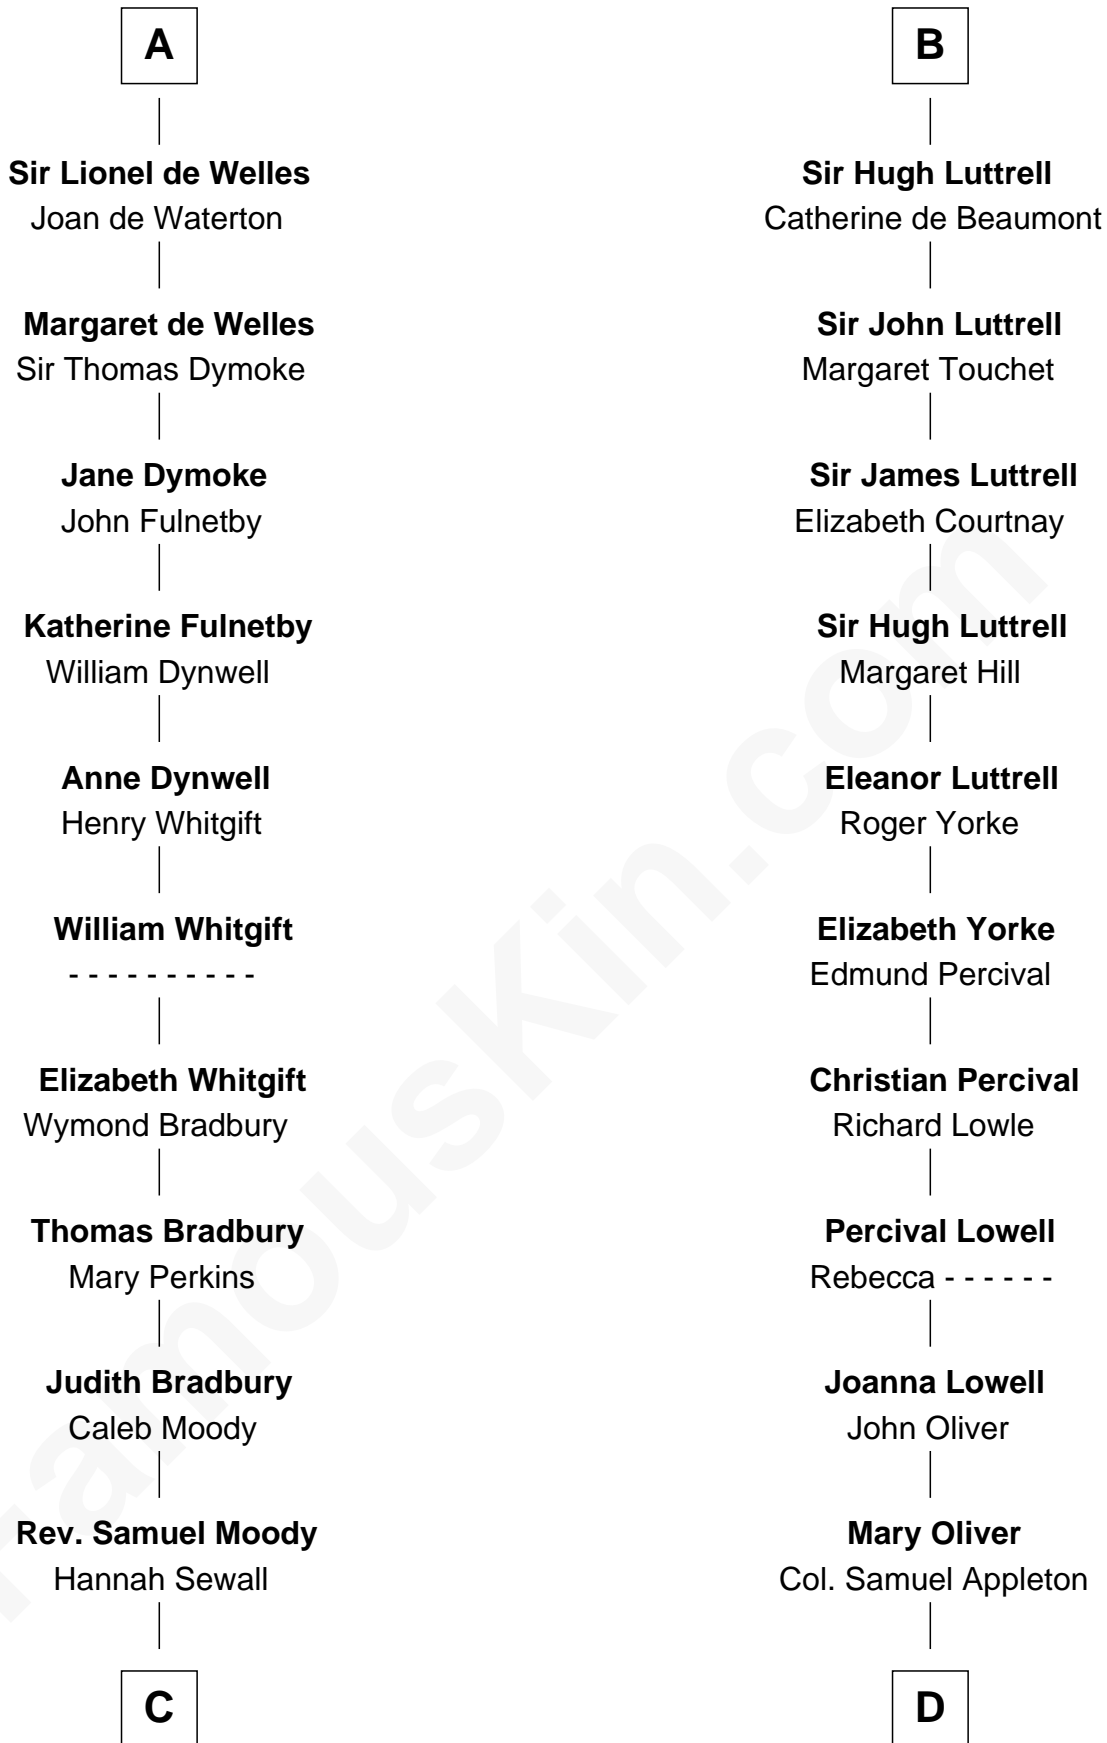 A
Sir Lionel de Welles
Joan de Waterton
Margaret de Welles
Sir Thomas Dymoke
Jane Dymoke
John Fulnetby
Katherine Fulnetby
William Dynwell
Anne Dynwell
Henry Whitgift
William Whitgift
- - - - - - - - - -
Elizabeth Whitgift
Wymond Bradbury
Thomas Bradbury
Mary Perkins
Judith Bradbury
Caleb Moody
Rev. Samuel Moody
Hannah Sewall
C
B
Sir Hugh Luttrell
Catherine de Beaumont
Sir John Luttrell
Margaret Touchet
Sir James Luttrell
Elizabeth Courtnay
Sir Hugh Luttrell
Margaret Hill
Eleanor Luttrell
Roger Yorke
Elizabeth Yorke
Edmund Percival
Christian Percival
Richard Lowle
Percival Lowell
Rebecca - - - - - -
Joanna Lowell
John Oliver
Mary Oliver
Col. Samuel Appleton
D
FamousKin.com